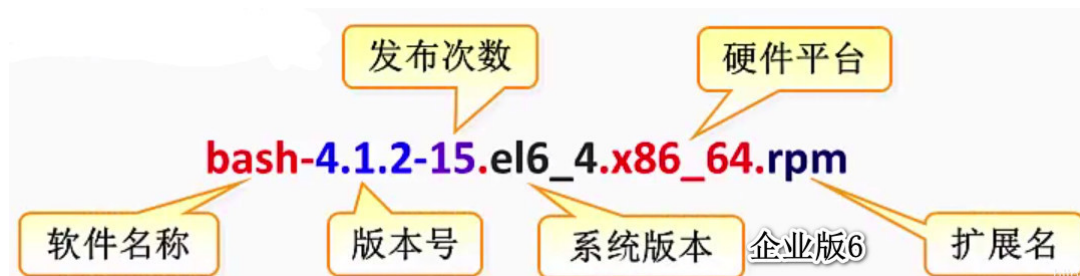 发布次数
硬件平台
bash-4.1.2-15.el6_4.x86_64.rpm
软件名称
版本号
系统版本
企业版6
扩展名